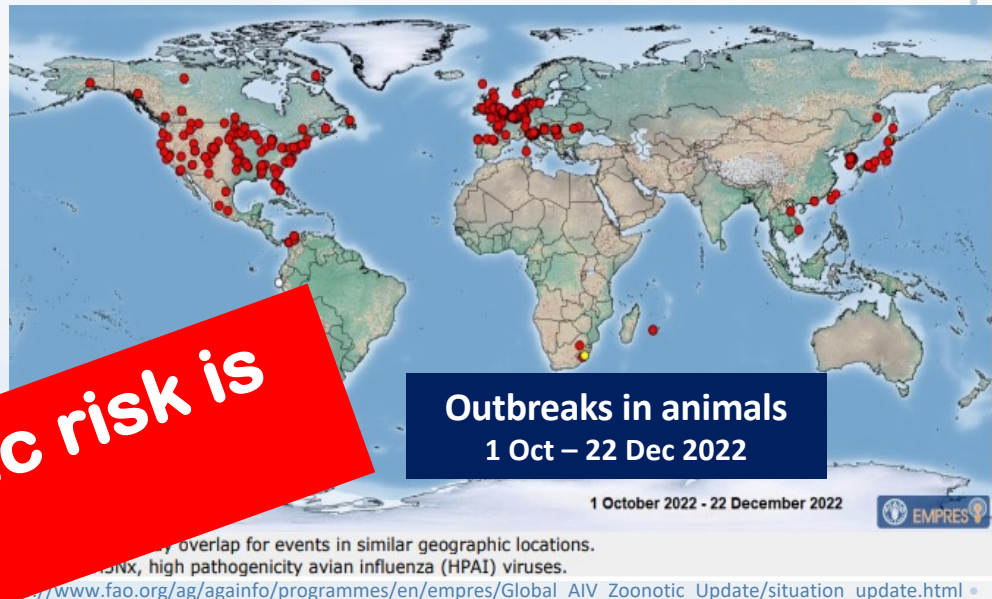 c risk is
Outbreaks in animals
1 Oct – 22 Dec 2022
1 October 2022 - 22 December 2022
EMPRES
overlap for events in similar geographic locations.
high pathogenicity avian influenza (HPAI) viruses.
/www.fao.org/ag/againfo/programmes/en/empres/Global_AIV_Zoonotic_Update/situation_update.html